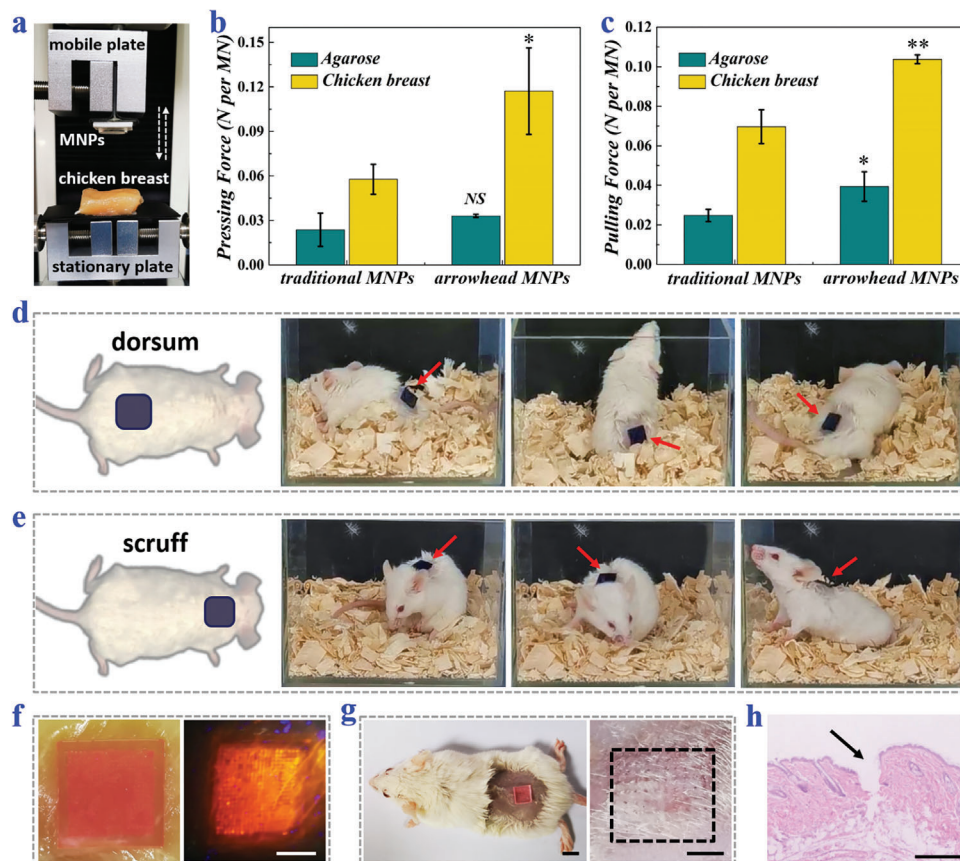 a
mobile plate
MNPs
chicken breast
stationary plate
b
Pressing Force (N per MN)
0.15
0.12
0.09
0.06
0.03
0.00
Agarose
Chicken breast
NS
*
traditional MNPs
arrowhead MNPs
c
Pulling Force (N per MN)
0.12
0.10
0.08
0.06
0.04
0.02
0.00
Agarose
Chicken breast
*
**
traditional MNPs
arrowhead MNPs
d
dorsum
e
scruff
f
g
h